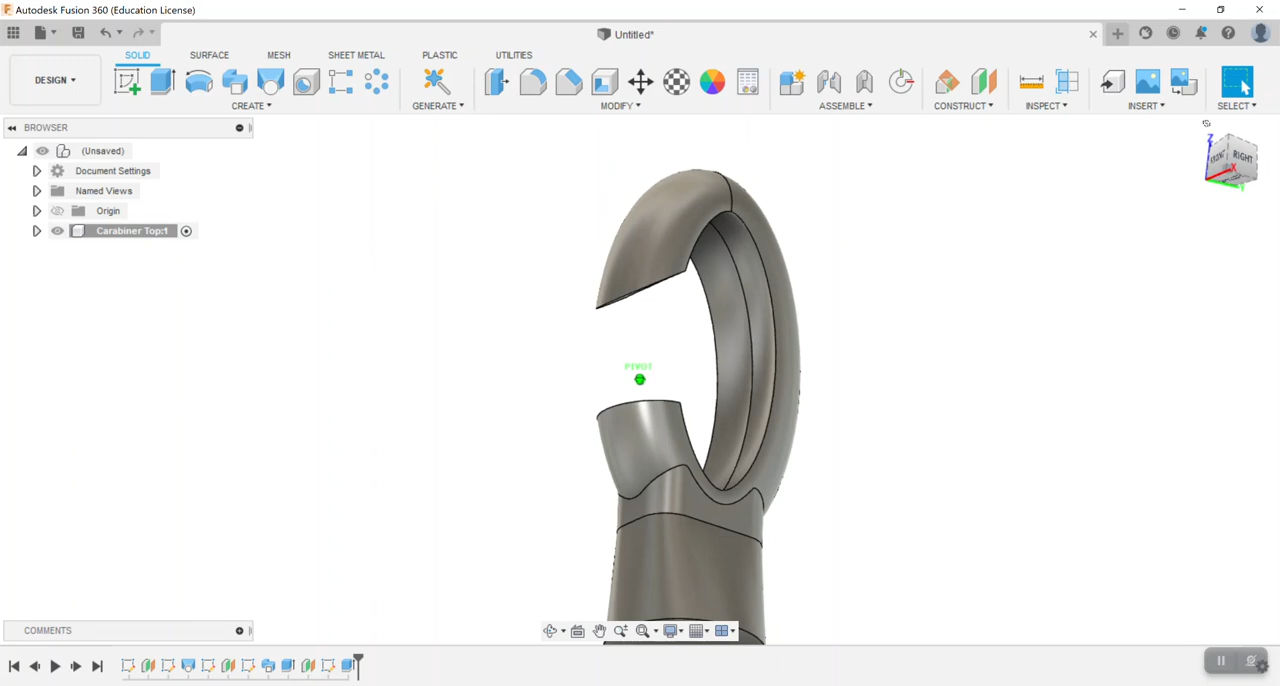 Autodesk Fusion 360 (Education License)
Untitled*
SOLID SURFACE MESH SHEET METAL PLASTIC UTILITIES
DESIGN
CREATE GENERATE MODIFY ASSEMBLE CONSTRUCT INSPECT INSERT SELECT
BROWSER
(Unsaved)
Document Settings
Named Views
Origin
Carabiner Top:1
Z
FRONT RIGHT
X
Y
PIVOT
COMMENTS